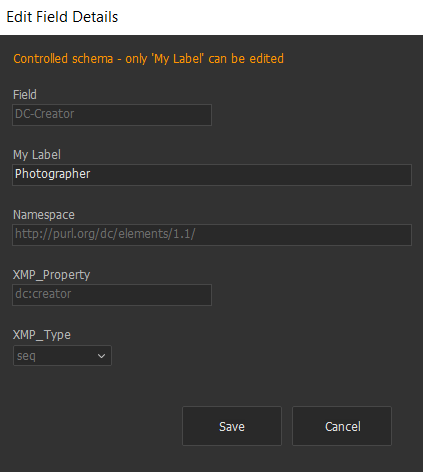 Edit Field Details
Controlled schema - only 'My Label' can be edited
Field
DC-Creator
My Label
Photographer
Namespace
http://purl.org/dc/elements/1.1/
XMP_Property
dc:creator
XMP_Type
seq
Save Cancel